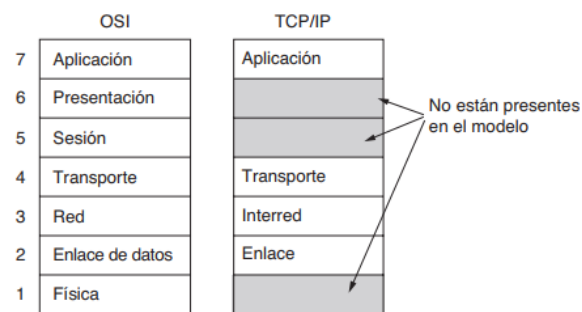 OSI TCP/IP
7 Aplicación Aplicación
6 Presentación
No están presentes
en el modelo
5 Sesión
4 Transporte Transporte
3 Red Interred
2 Enlace de datos Enlace
1 Física